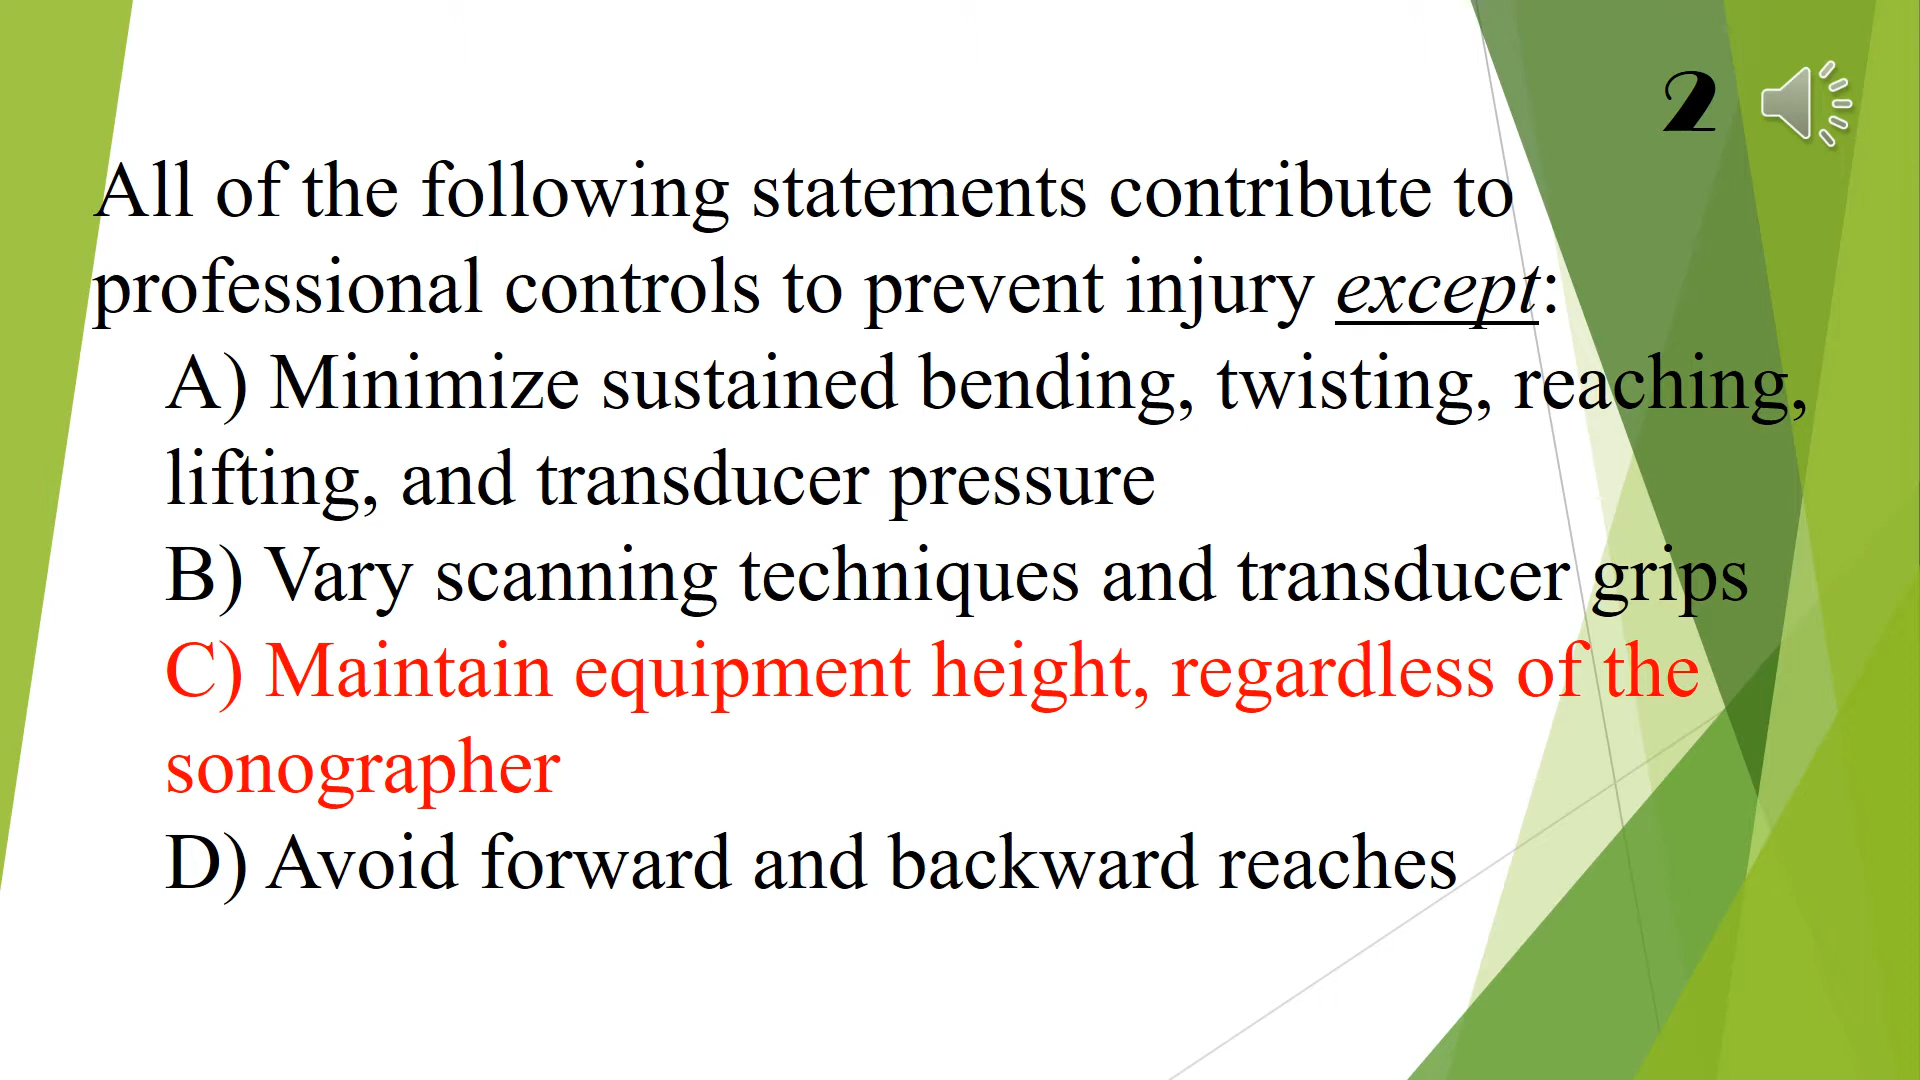 2
All of the following statements contribute to
professional controls to prevent injury except:
A) Minimize sustained bending, twisting, reaching,
lifting, and transducer pressure
B) Vary scanning techniques and transducer grips
C) Maintain equipment height, regardless of the
sonographer
D) Avoid forward and backward reaches